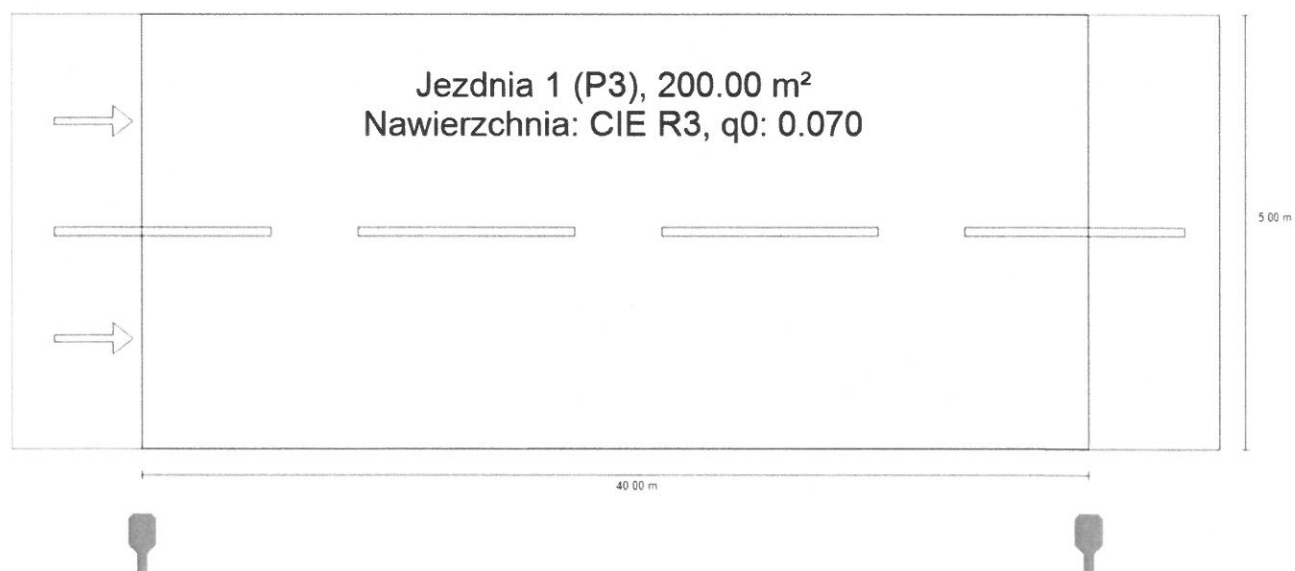 Jezdnia 1 (P3), 200.00 m²
Nawierzchnia: CIE R3, q0: 0.070
5 00 m
40 00 m